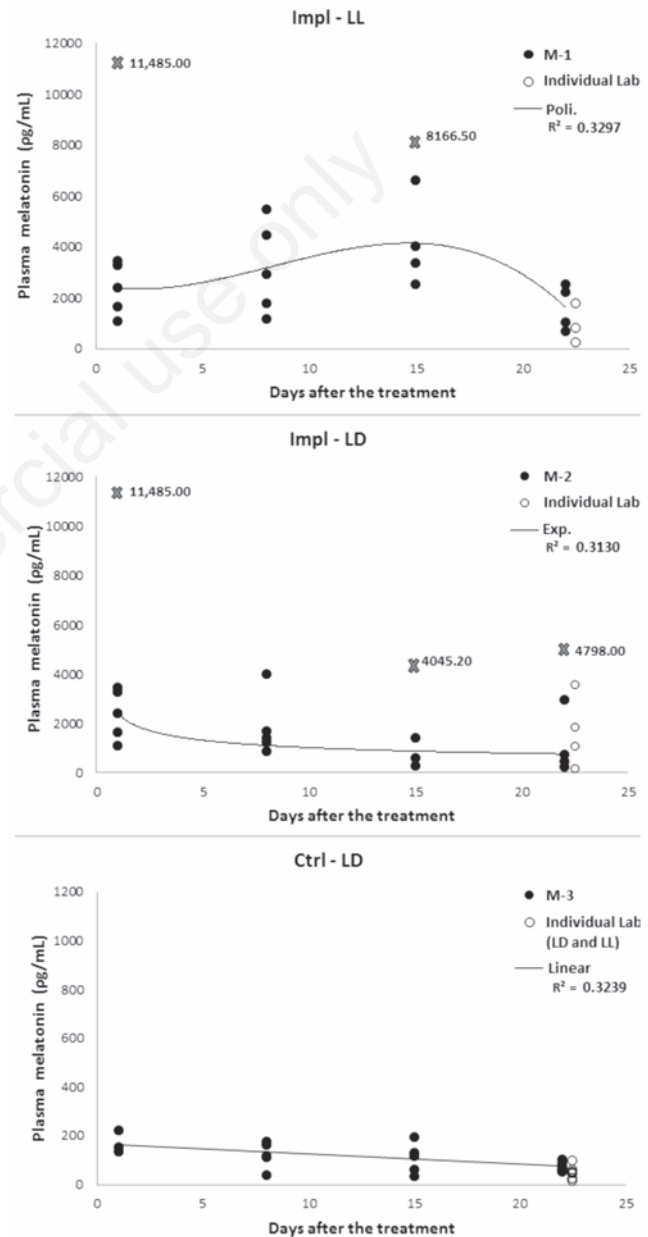 Impl - LL
12000
10000
8000
6000
4000
2000
0
Plasma melatonin (ρg/mL)
11,485.00
8166.50
M-1
Individual Lab
Poli.
R² = 0.3297
0 5 10 15 20 25
Days after the treatment
Impl - LD
12000
10000
8000
6000
4000
2000
0
Plasma melatonin (ρg/mL)
11,485.00
4045.20
4798.00
M-2
Individual Lab
Exp.
R² = 0.3130
0 5 10 15 20 25
Days after the treatment
Ctrl - LD
1200
1000
800
600
400
200
0
Plasma melatonin (ρg/mL)
M-3
Individual Lab
(LD and LL)
Linear
R² = 0.3239
0 5 10 15 20 25
Days after the treatment
use only